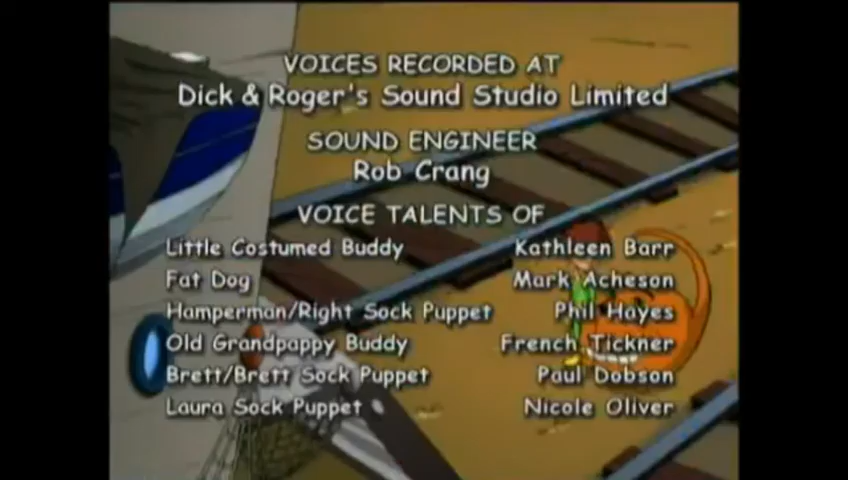 VOICES RECORDED AT
Dick & Roger's Sound Studio Limited
SOUND ENGINEER
Rob Crang
VOICE TALENTS OF
Little Costumed Buddy Kathleen Barr
Fat Dog Mark Acheson
Hamperman/Right Sock Puppet Phil Hayes
Old Grandpappy Buddy French Tickner
Brett/Brett Sock Puppet Paul Dobson
Laura Sock Puppet Nicole Oliver